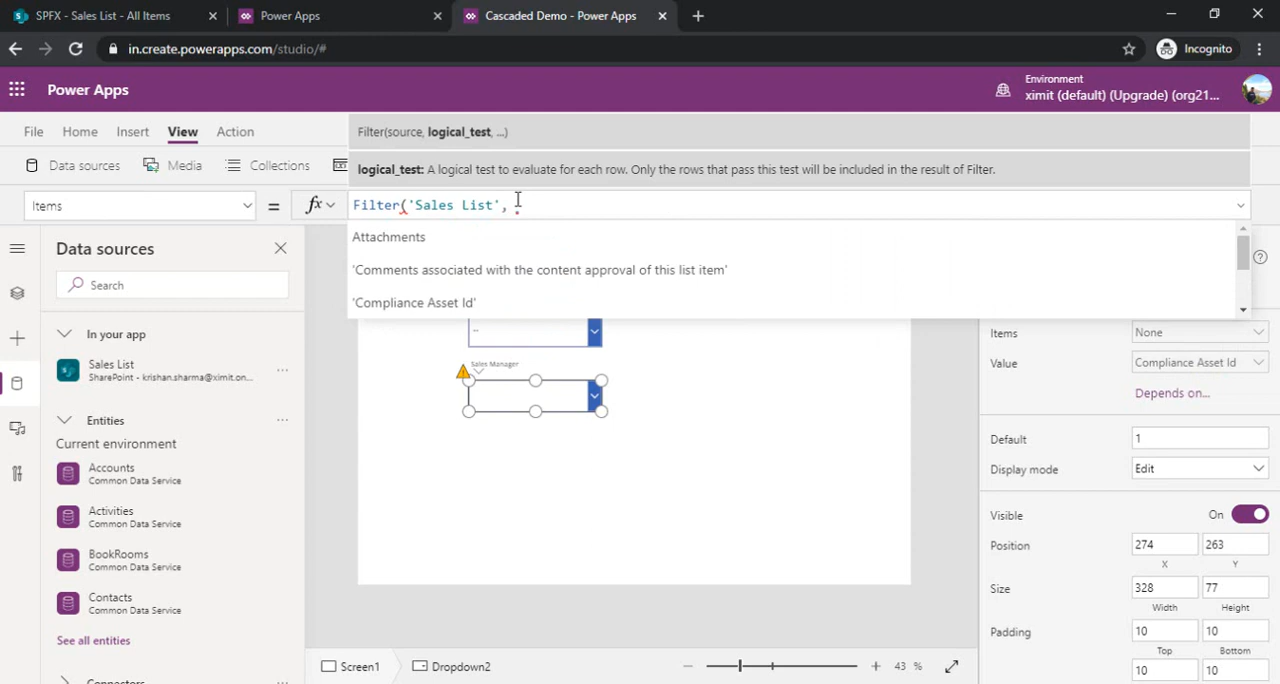 SPFX - Sales List - All Items
Power Apps
Cascaded Demo - Power Apps
in.create.powerapps.com/studio/#
Incognito
Power Apps
Environment
ximit (default) (Upgrade) (org21...
File Home Insert View Action
Filter(source, logical_test, ...)
Data sources Media Collections
logical_test: A logical test to evaluate for each row. Only the rows that pass this test will be included in the result of Filter.
Items = fx Filter('Sales List',
Attachments
'Comments associated with the content approval of this list item'
'Compliance Asset Id'
Data sources
Search
In your app
Sales List
SharePoint - krishan.sharma@ximit.on...
Entities
Current environment
Accounts
Common Data Service
Activities
Common Data Service
BookRooms
Common Data Service
Contacts
Common Data Service
See all entities
Connectors
Sales Manager
Items None
Value Compliance Asset Id
Depends on...
Default 1
Display mode Edit
Visible On
Position 274 263
X Y
Size 328 77
Width Height
Padding 10 10
Top Bottom
10 10
Screen1 Dropdown2
43 %